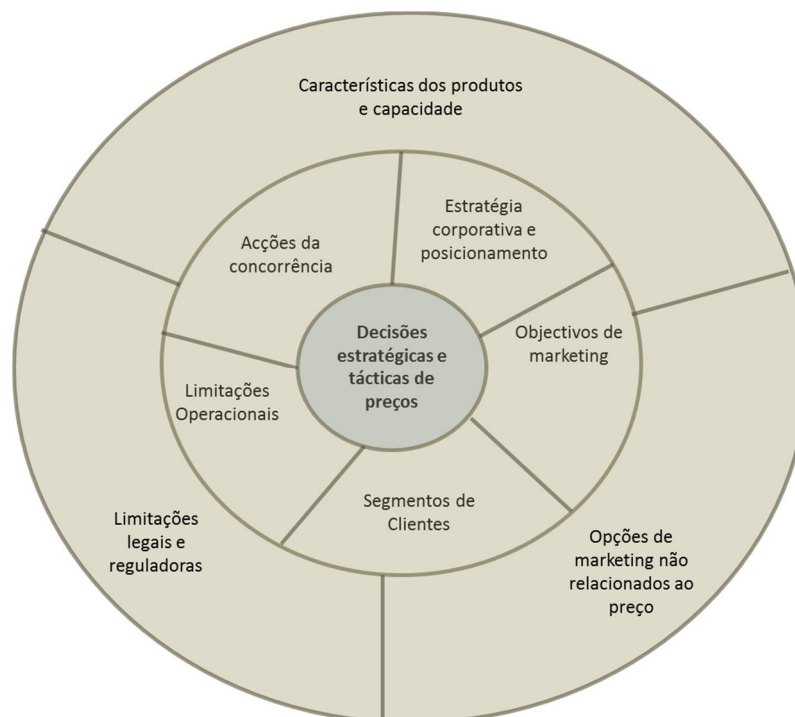 Características dos produtos
e capacidade
Estratégia
corporativa e
posicionamento
Acções da
concorrência
Objectivos de
marketing
Decisões
estratégicas e
tácticas de
preços
Limitações
Operacionais
Segmentos de
Clientes
Limitações
legais e
reguladoras
Opções de
marketing não
relacionados ao
preço